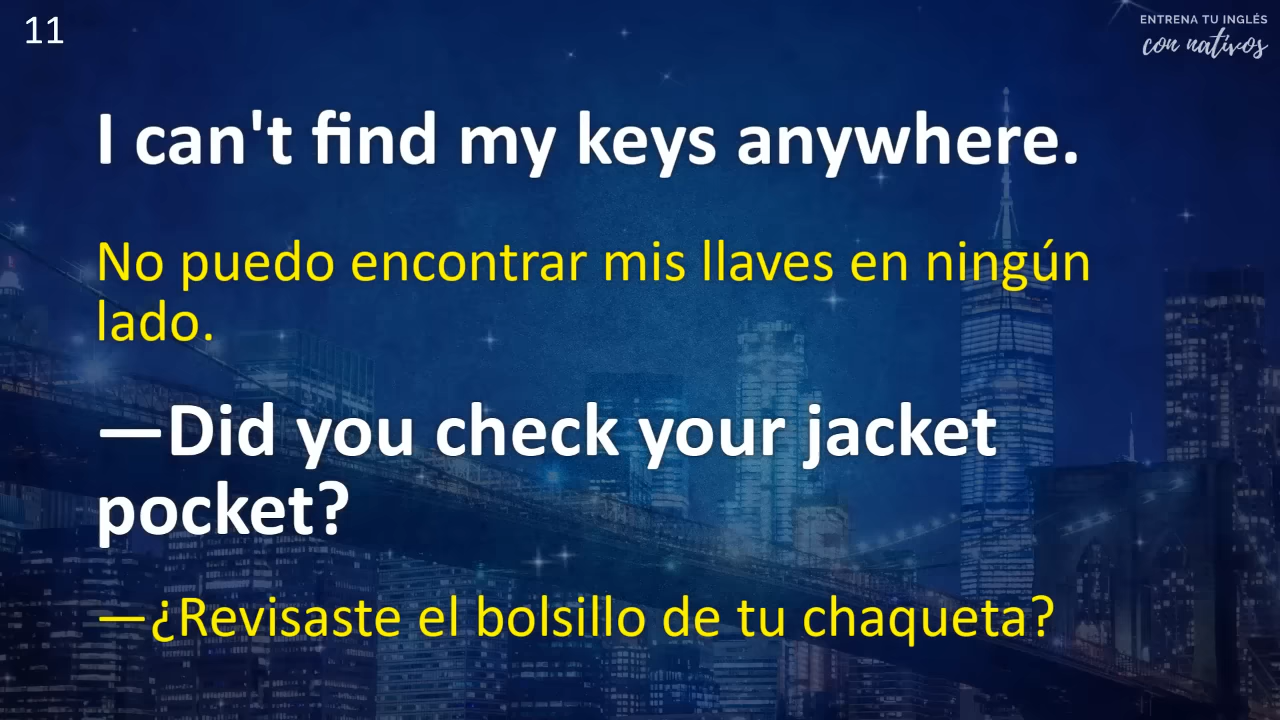 11
ENTRENA TU INGLÉS
con nativos
I can't find my keys anywhere.
No puedo encontrar mis llaves en ningún
lado.
—Did you check your jacket
pocket?
—¿Revisaste el bolsillo de tu chaqueta?